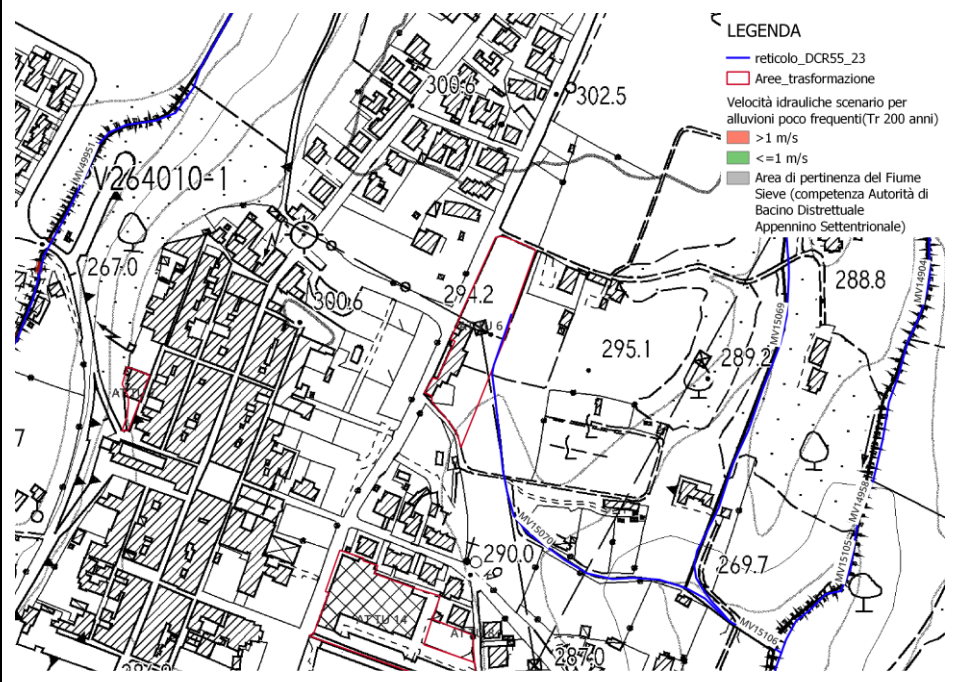 LEGENDA
reticolo_DCR55_23
Aree_trasformazione
Velocità idrauliche scenario per
alluvioni poco frequenti(Tr 200 anni)
>1 m/s
<=1 m/s
Area di pertinenza del Fiume
Sieve (competenza Autorità di
Bacino Distrettuale
Appennino Settentrionale)
300.6
302.5
MV49951
V264010-1
267.0
300.6
294.2
288.8
MV14904
MV15069
295.1
289.2
7
MV14958
MV15070
290.0
MV15105
269.7
AT TU 14
MV15106
287.0